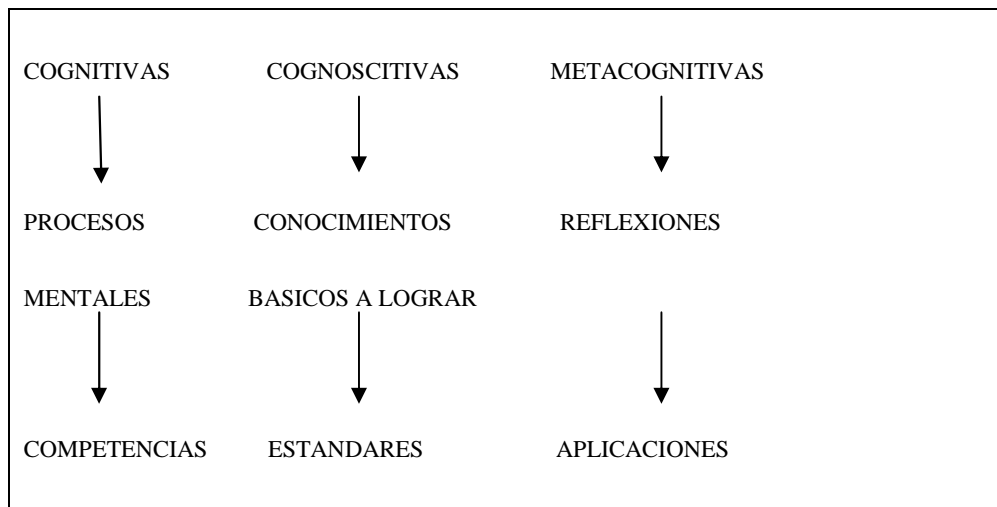 COGNITIVAS COGNOSCITIVAS METACOGNITIVAS
PROCESOS CONOCIMIENTOS REFLEXIONES
MENTALES BASICOS A LOGRAR
COMPETENCIAS ESTANDARES APLICACIONES